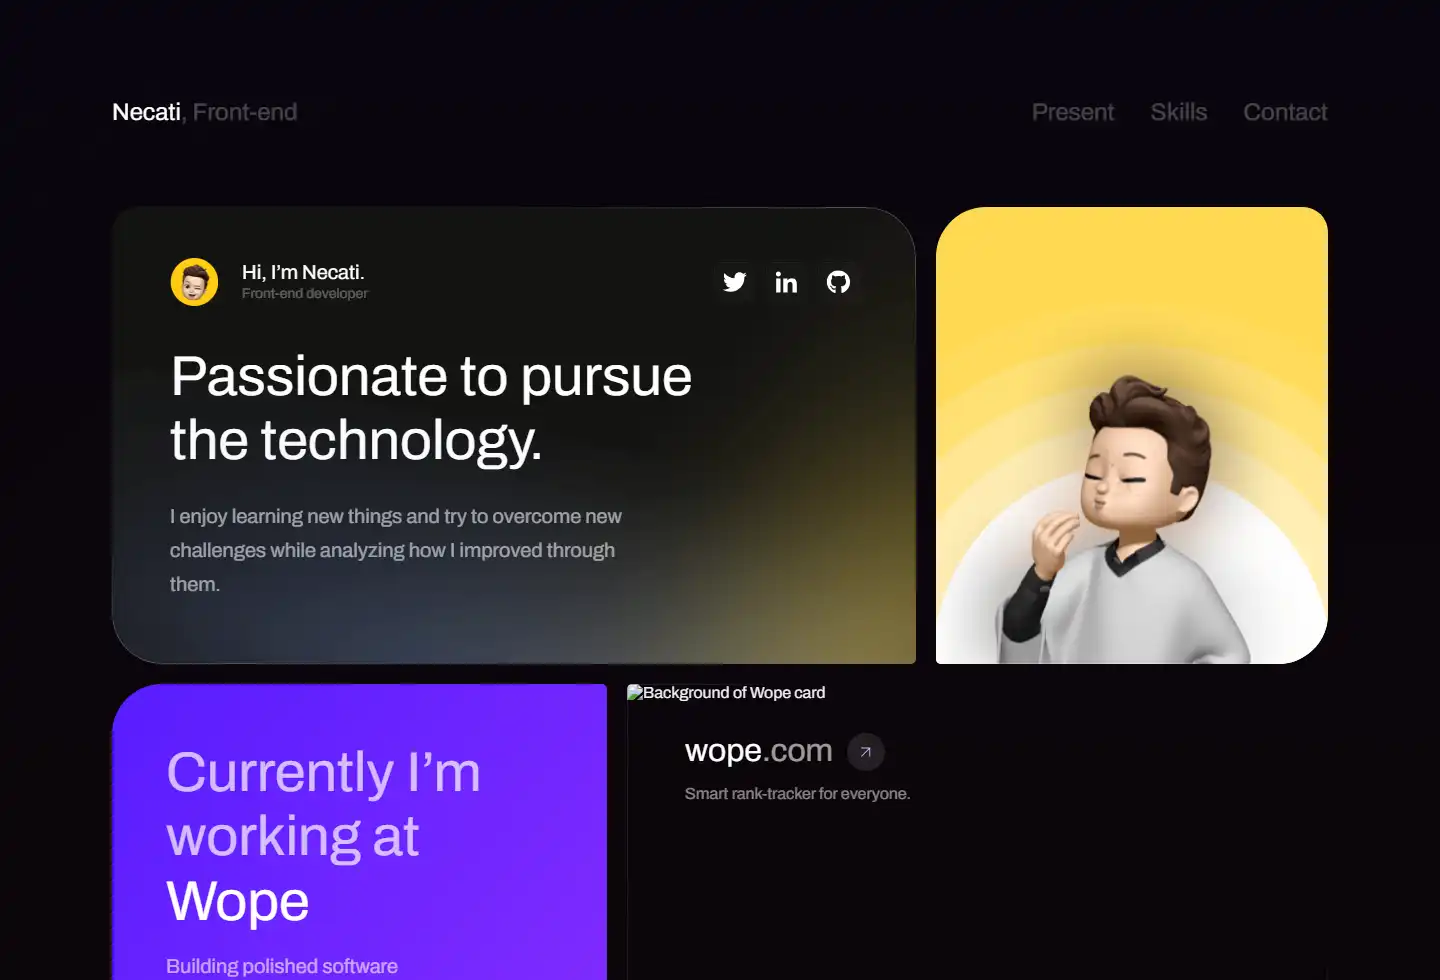 Necati, Front-end
Present
Skills
Contact
Hi, I’m Necati.
Front-end developer
Passionate to pursue
the technology.
I enjoy learning new things and try to overcome new
challenges while analyzing how I improved through
them.
Currently I’m
working at
Wope
Building polished software
Background of Wope card
wope.com
Smart rank-tracker for everyone.